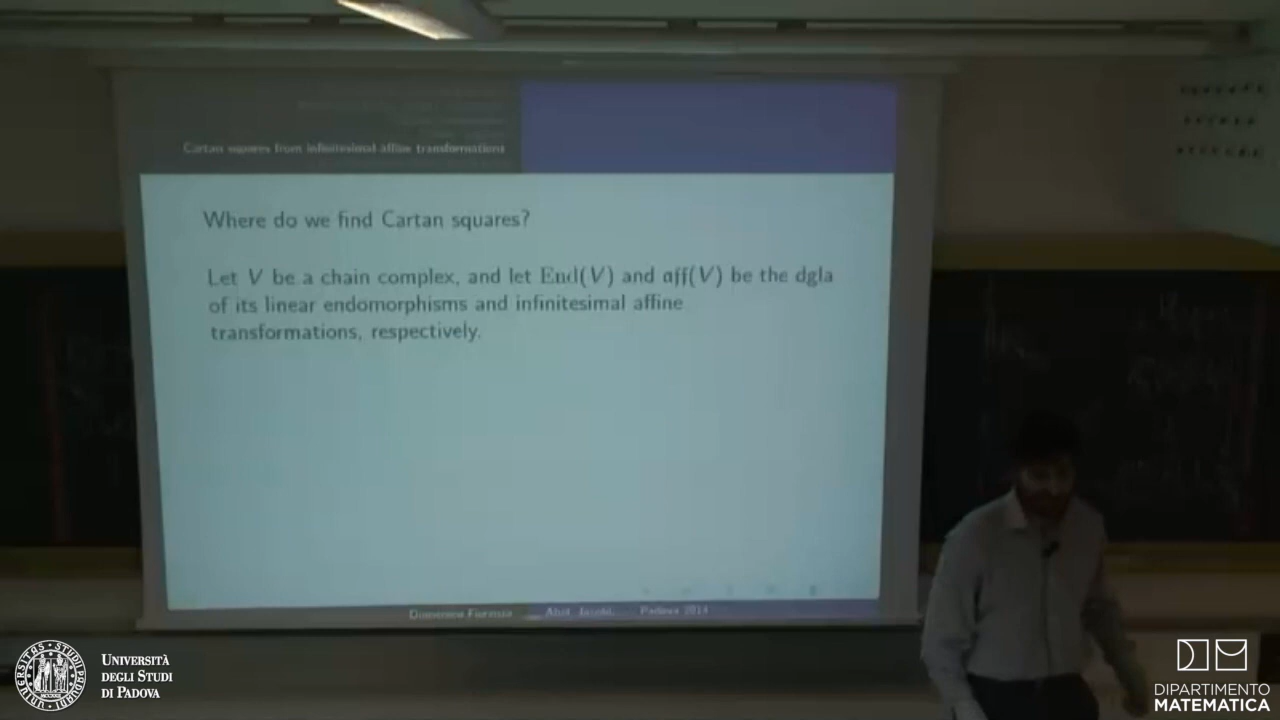 Cartan squares from infinitesimal affine transformations
Where do we find Cartan squares?
Let V be a chain complex, and let End(V) and aff(V) be the dgla
of its linear endomorphisms and infinitesimal affine
transformations, respectively.
Padova 2014
UNIVERSITÀ
DEGLI STUDI
DI PADOVA
DIPARTIMENTO
MATEMATICA